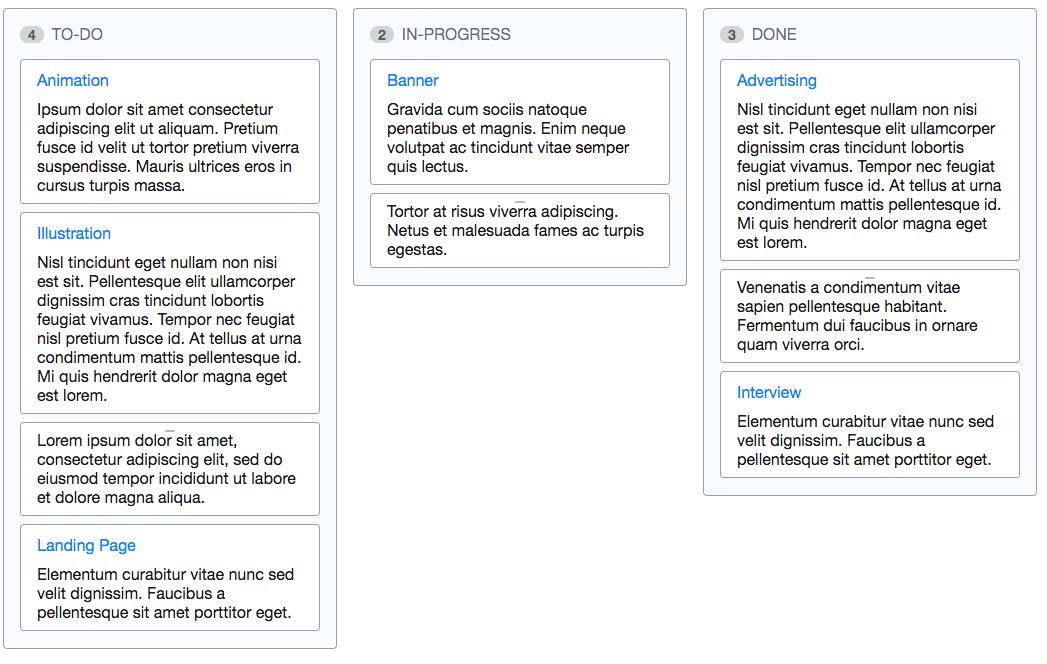 4 TO-DO
Animation
Ipsum dolor sit amet consectetur
adipiscing elit ut aliquam. Pretium
fusce id velit ut tortor pretium viverra
suspendisse. Mauris ultrices eros in
cursus turpis massa.
Illustration
Nisl tincidunt eget nullam non nisi
est sit. Pellentesque elit ullamcorper
dignissim cras tincidunt lobortis
feugiat vivamus. Tempor nec feugiat
nisl pretium fusce id. At tellus at urna
condimentum mattis pellentesque id.
Mi quis hendrerit dolor magna eget
est lorem.
Lorem ipsum dolor sit amet,
consectetur adipiscing elit, sed do
eiusmod tempor incididunt ut labore
et dolore magna aliqua.
Landing Page
Elementum curabitur vitae nunc sed
velit dignissim. Faucibus a
pellentesque sit amet porttitor eget.
2 IN-PROGRESS
Banner
Gravida cum sociis natoque
penatibus et magnis. Enim neque
volutpat ac tincidunt vitae semper
quis lectus.
Tortor at risus viverra adipiscing.
Netus et malesuada fames ac turpis
egestas.
3 DONE
Advertising
Nisl tincidunt eget nullam non nisi
est sit. Pellentesque elit ullamcorper
dignissim cras tincidunt lobortis
feugiat vivamus. Tempor nec feugiat
nisl pretium fusce id. At tellus at urna
condimentum mattis pellentesque id.
Mi quis hendrerit dolor magna eget
est lorem.
Venenatis a condimentum vitae
sapien pellentesque habitant.
Fermentum dui faucibus in ornare
quam viverra orci.
Interview
Elementum curabitur vitae nunc sed
velit dignissim. Faucibus a
pellentesque sit amet porttitor eget.